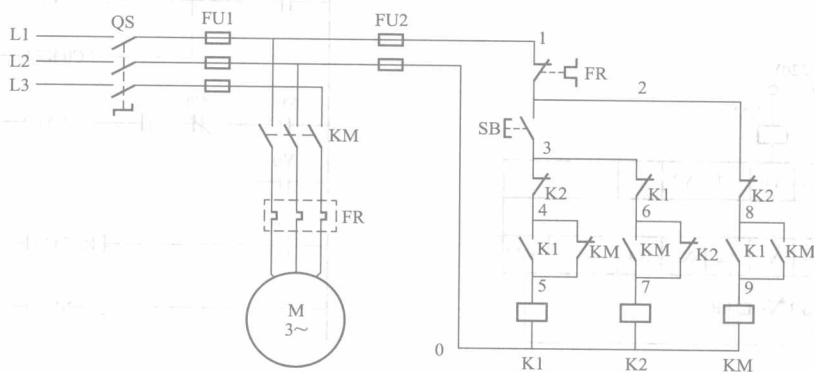 QS FU1 FU2
L1 1
L2
L3
FR
2
SB
KM
3
K2 K1 K2
4 6 8
FR
K1 KM KM K2 K1 KM
5 7 9
M
3～
0
K1 K2 KM